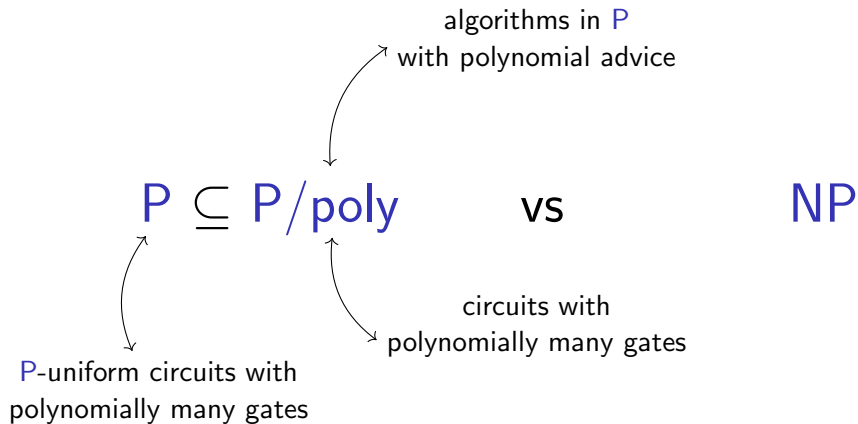 algorithms in P
with polynomial advice
P ⊆ P/poly vs NP
circuits with
polynomially many gates
P-uniform circuits with
polynomially many gates